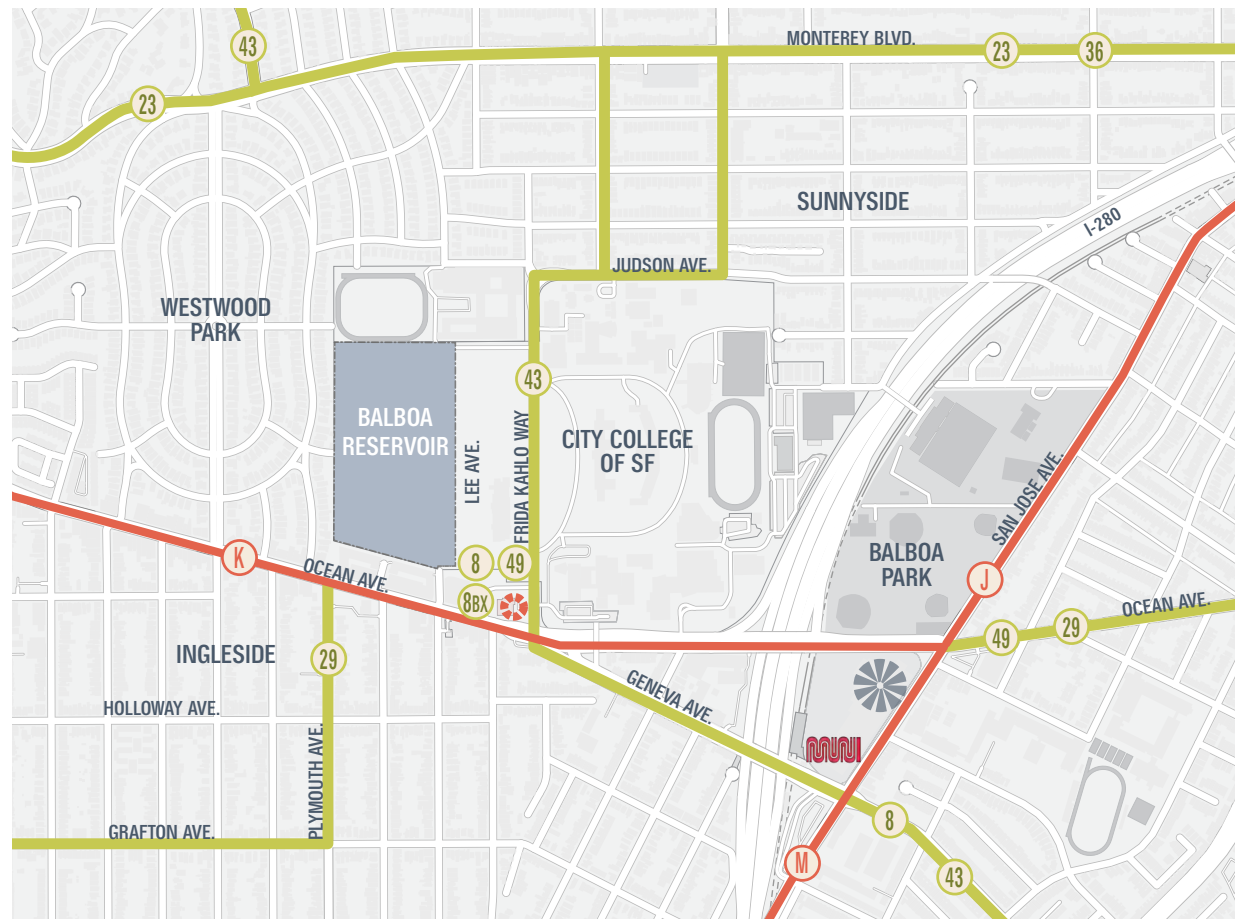 43
MONTEREY BLVD.
23
36
23
SUNNYSIDE
I-280
JUDSON AVE.
WESTWOOD
PARK
43
BALBOA
RESERVOIR
LEE AVE.
FRIDA KAHLO WAY
CITY COLLEGE
OF SF
SAN JOSE AVE.
K
OCEAN AVE.
8
49
BALBOA
PARK
J
8BX
OCEAN AVE.
49
29
INGLESIDE
29
GENEVA AVE.
HOLLOWAY AVE.
PLYMOUTH AVE.
MUNI
8
GRAFTON AVE.
M
43